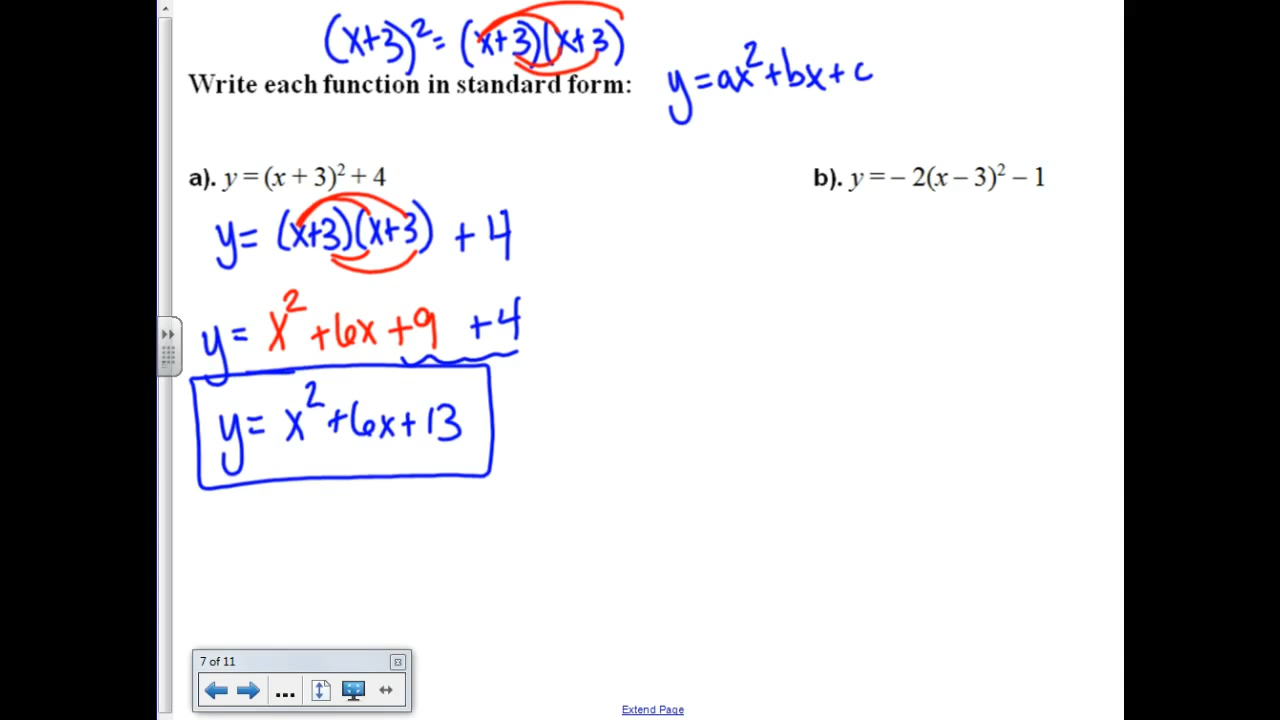 (x+3)² = (x+3)(x+3)
Write each function in standard form:
y=ax²+bx+c
a). y = (x + 3)² + 4
b). y = – 2(x – 3)² – 1
y= (x+3)(x+3) + 4
y= x² +6x +9 +4
y= x² +6x+13
7 of 11
...
Extend Page